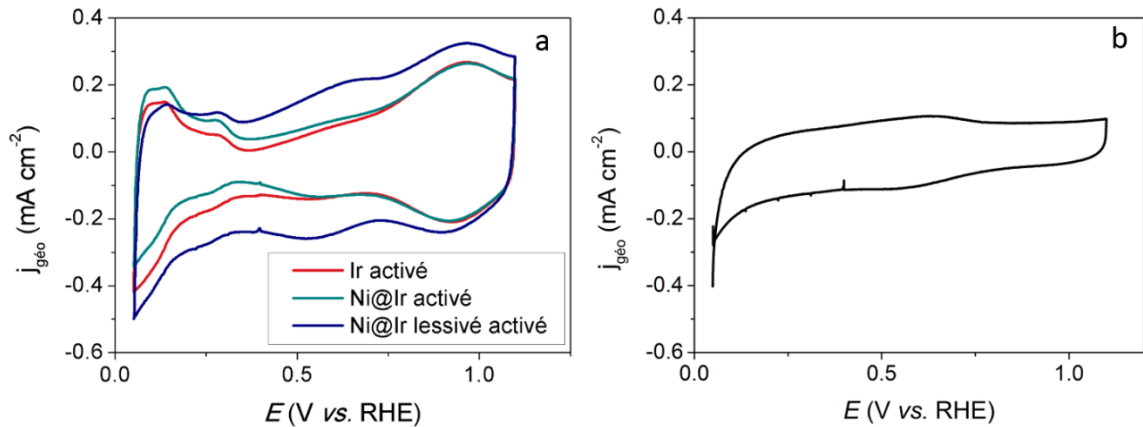 a
0.4
0.2
0.0
-0.2
-0.4
-0.6
j géo (mA cm-2)
Ir activé
Ni@Ir activé
Ni@Ir lessivé activé
0.0 0.5 1.0
E (V vs. RHE)
b
0.4
0.2
0.0
-0.2
-0.4
-0.6
j géo (mA cm-2)
0.0 0.5 1.0
E (V vs. RHE)